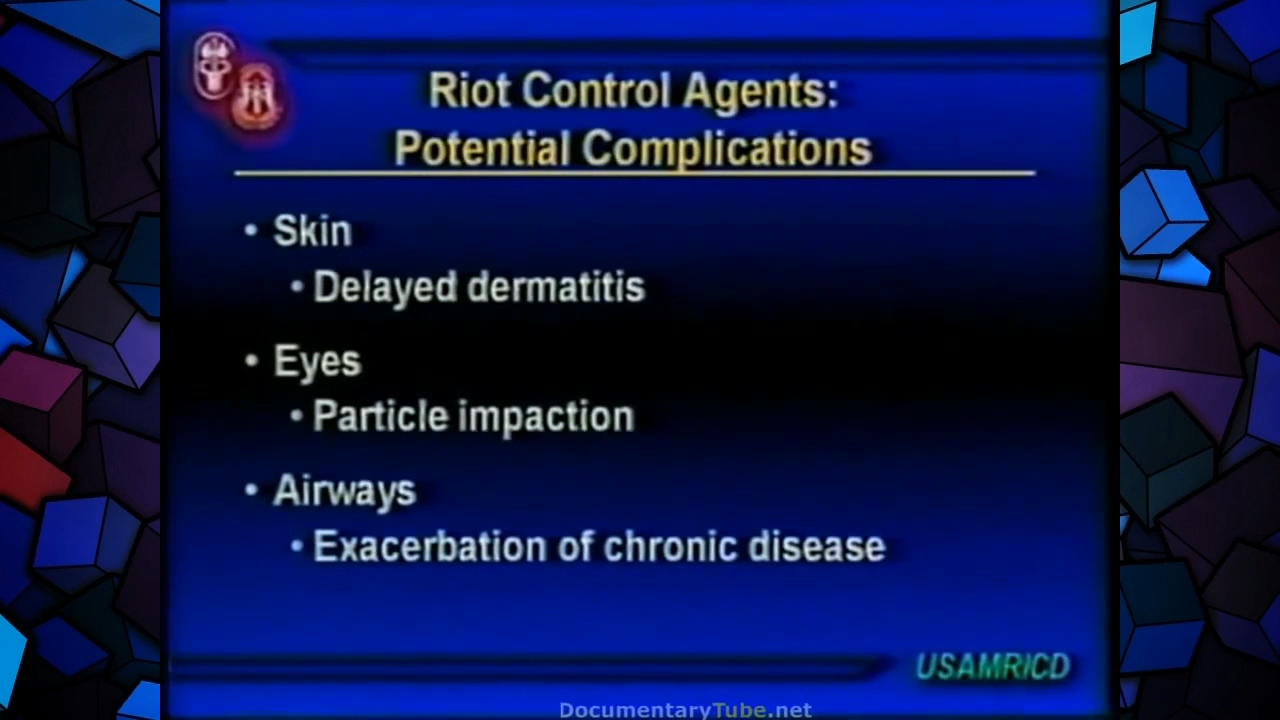 Riot Control Agents:
Potential Complications
• Skin
• Delayed dermatitis
• Eyes
• Particle impaction
• Airways
• Exacerbation of chronic disease
USAMRICD
DocumentaryTube.net